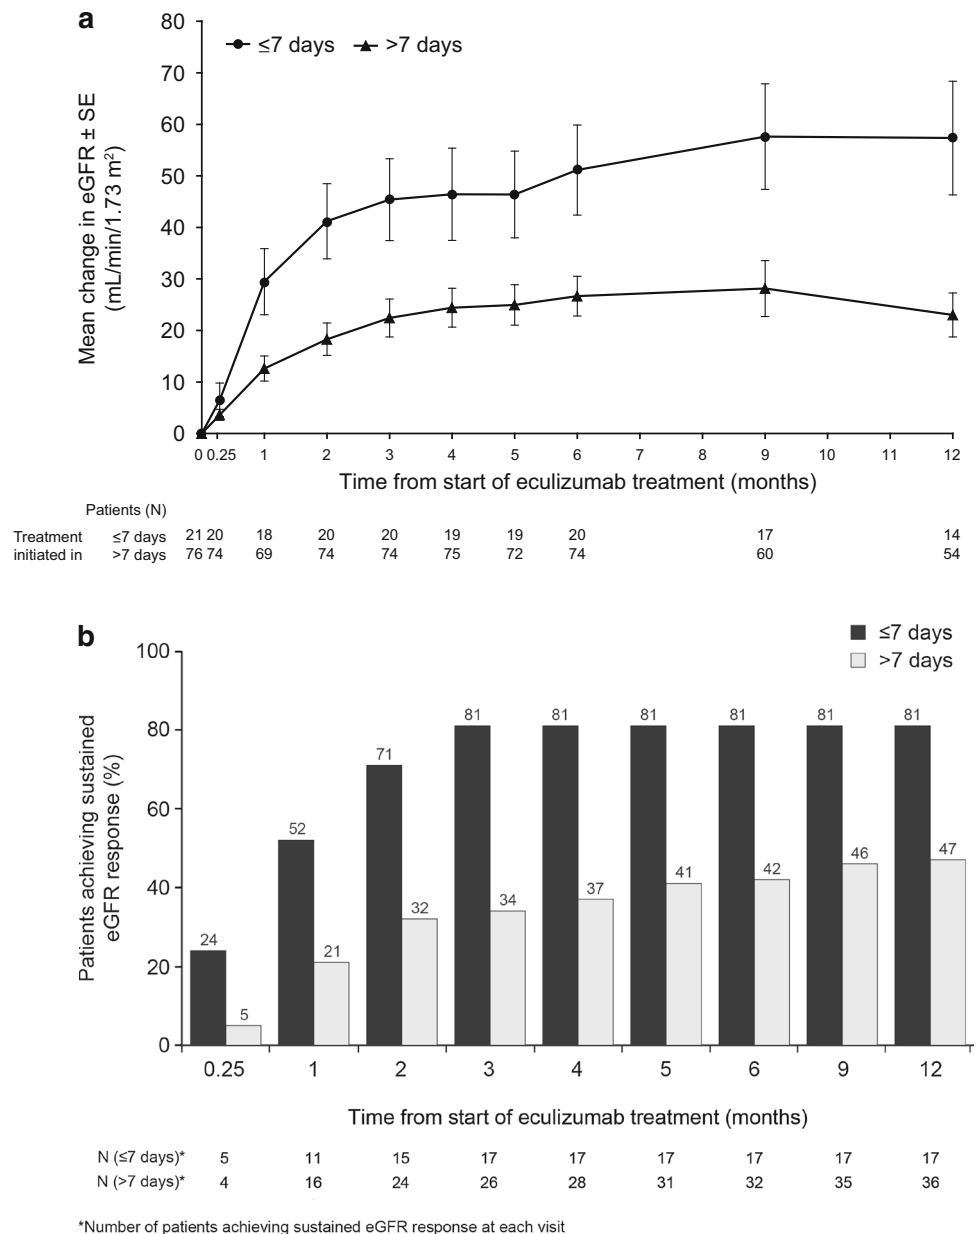 a
80
70
60
50
40
30
20
10
0
Mean change in eGFR ± SE
(mL/min/1.73 m²)
≤7 days >7 days
0 0.25 1 2 3 4 5 6 7 8 9 10 11 12
Time from start of eculizumab treatment (months)
Patients (N)
Treatment ≤7 days 21 20 18 20 20 19 19 20 17 14
initiated in >7 days 76 74 69 74 74 75 72 74 60 54
b
≤7 days
>7 days
100
80
60
40
20
0
Patients achieving sustained
eGFR response (%)
24 5 52 21 71 32 81 34 81 37 81 41 81 42 81 46 81 47
0.25 1 2 3 4 5 6 9 12
Time from start of eculizumab treatment (months)
N (≤7 days)* 5 11 15 17 17 17 17 17 17
N (>7 days)* 4 16 24 26 28 31 32 35 36
*Number of patients achieving sustained eGFR response at each visit